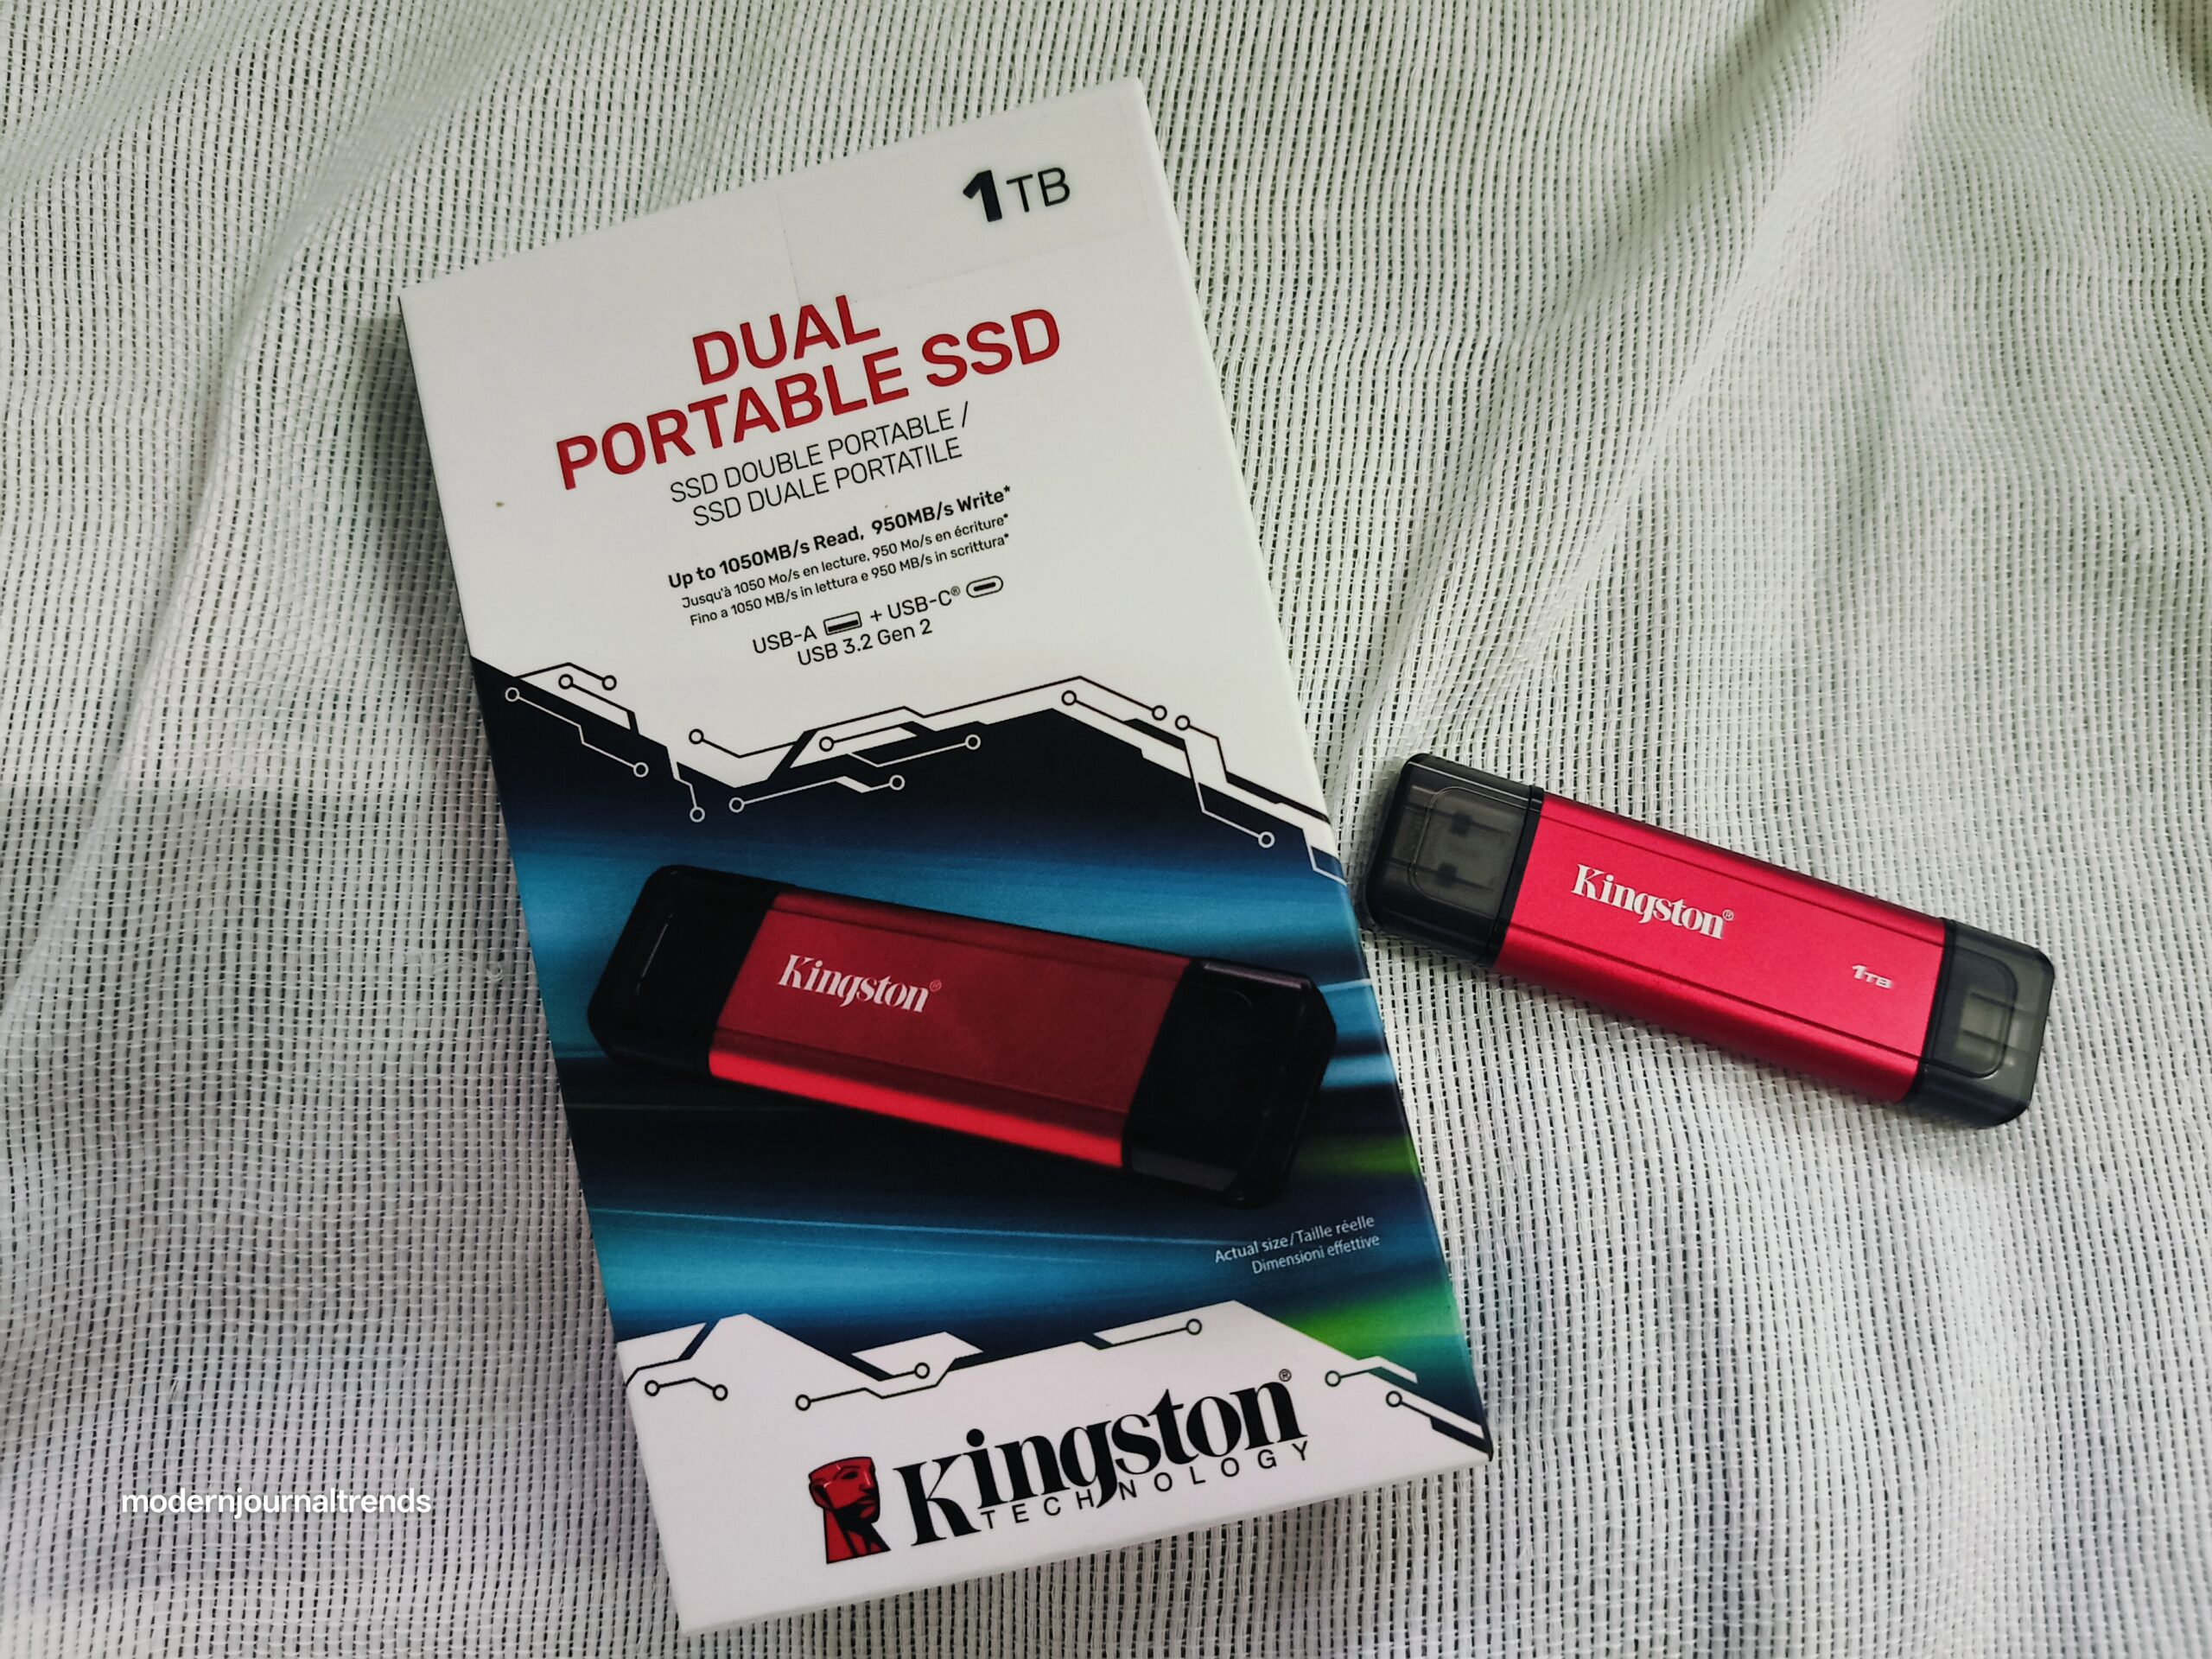 1TB
DUAL
PORTABLE SSD
SSD DOUBLE PORTABLE /
SSD DUALE PORTATILE
Up to 1050MB/s Read, 950MB/s Write*
Jusqu'à 1050 Mo/s en lecture, 950 Mo/s en écriture*
Fino a 1050 MB/s in lettura e 950 MB/s in scrittura*
USB-A + USB-C®
USB 3.2 Gen 2
Kingston®
Actual size/Taille réelle
Dimensioni effettive
Kingston®
TECHNOLOGY
Kingston®
1TB
modernjournaltrends